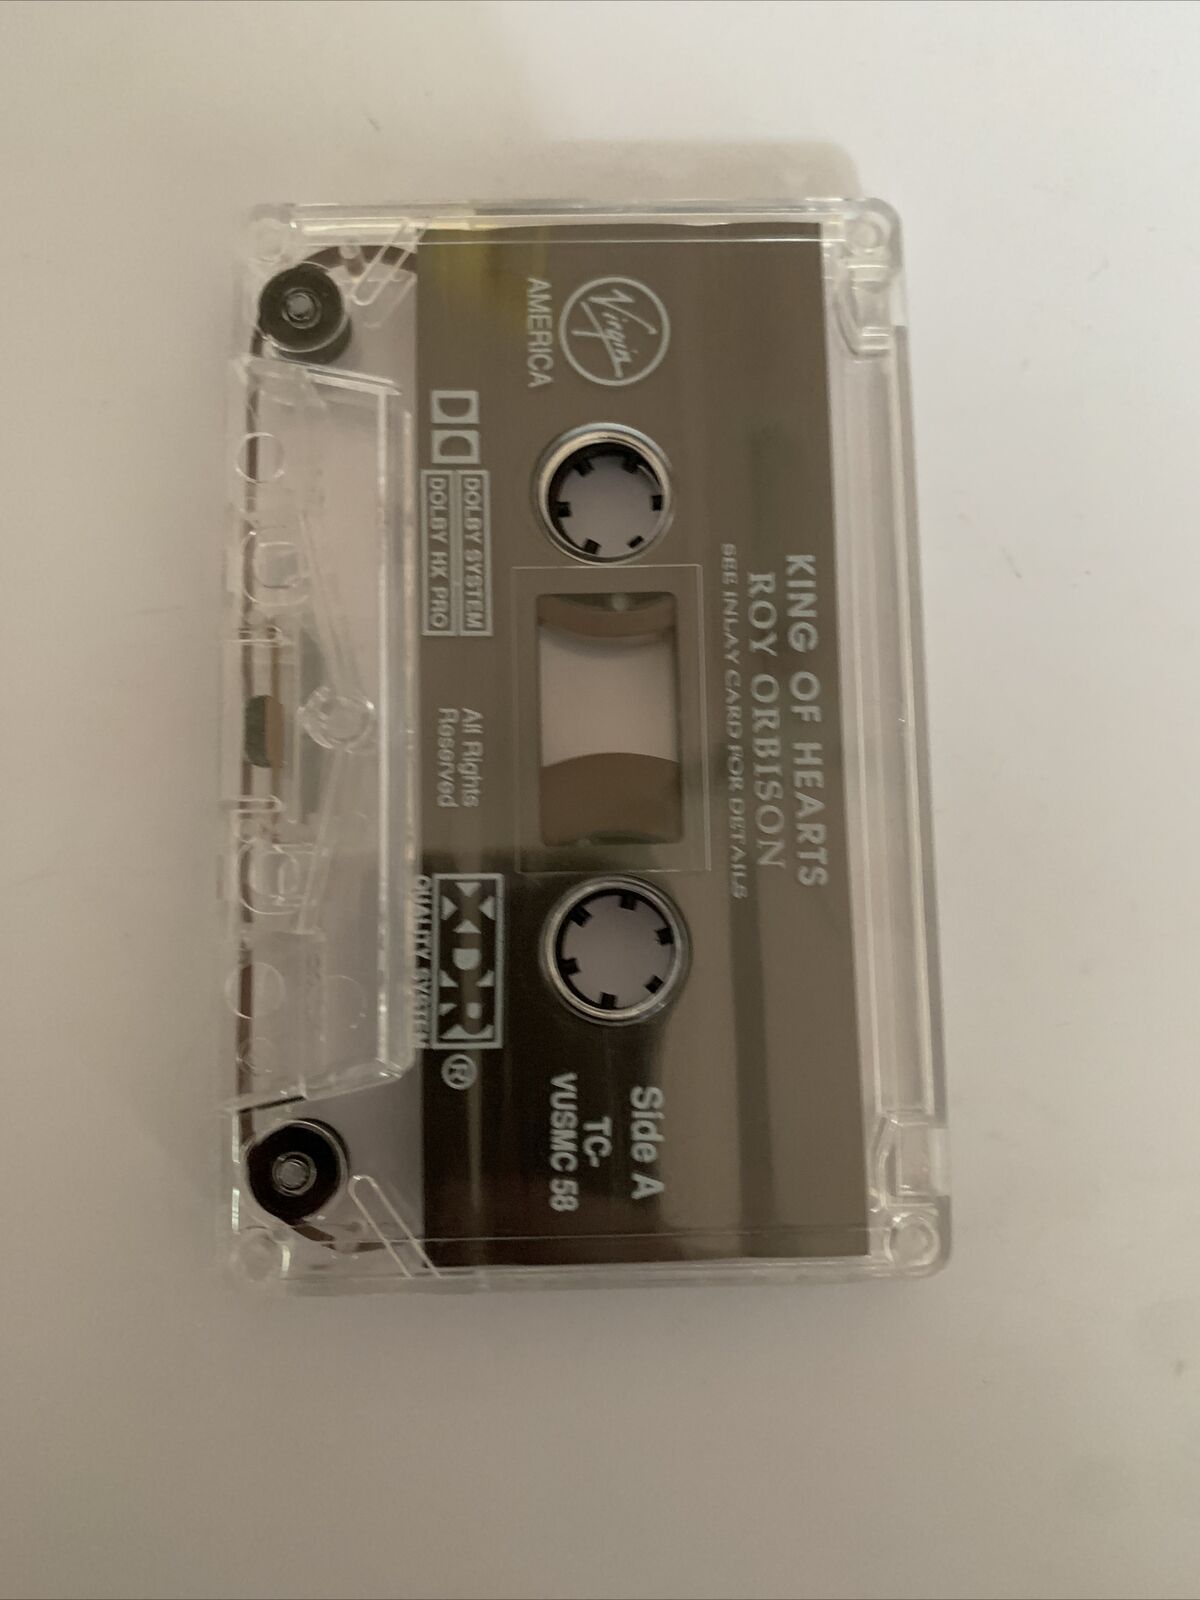 KING OF HEARTS
ROY ORBISON
SEE INLAY CARD FOR DETAILS
Virgin
AMERICA
Side A
TC-
VUSMC 58
DOLBY SYSTEM
DOLBY HX PRO
All Rights
Reserved
XDR®
QUALITY SYSTEM